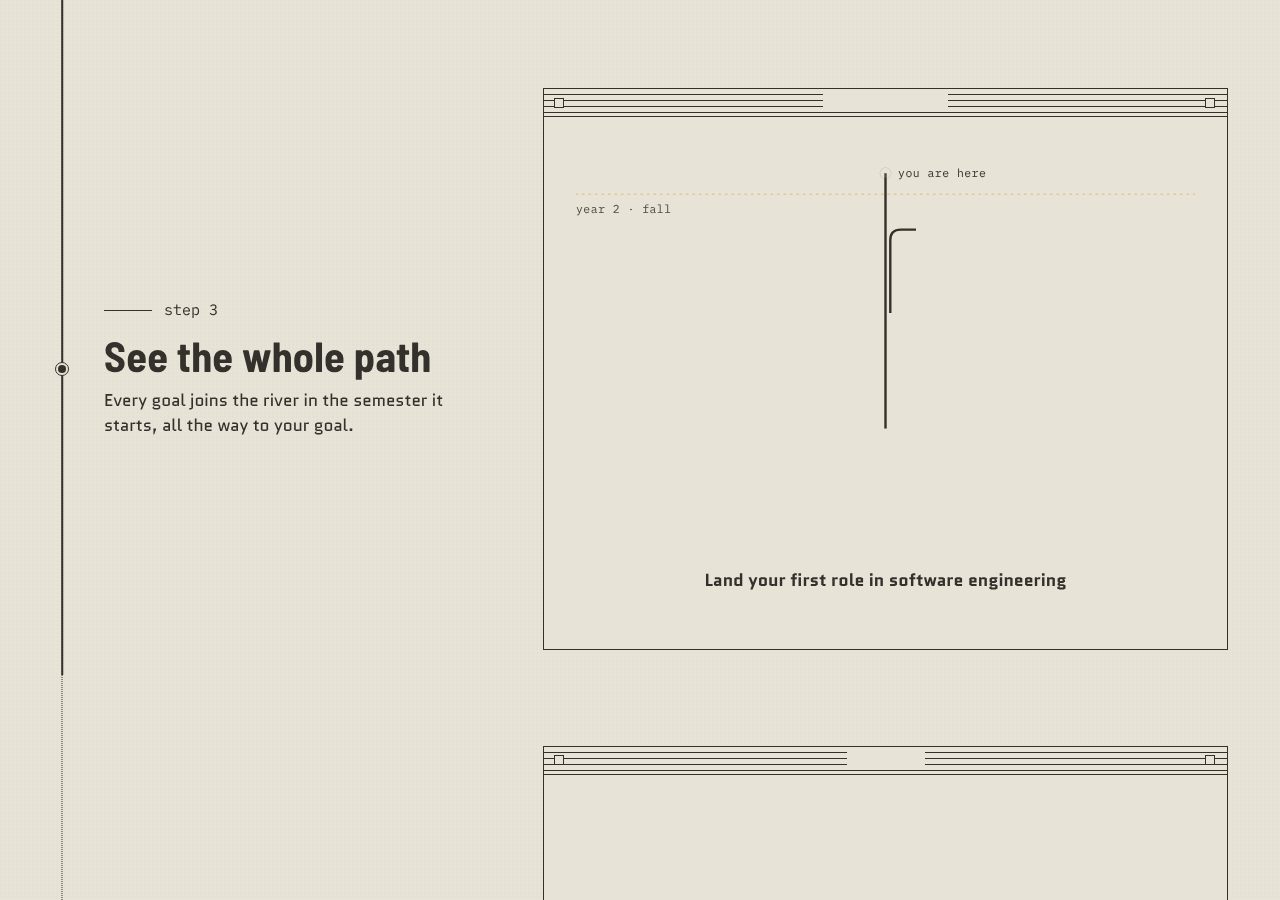 step 3
See the whole path
Every goal joins the river in the semester it
starts, all the way to your goal.
you are here
year 2 · fall
Land your first role in software engineering